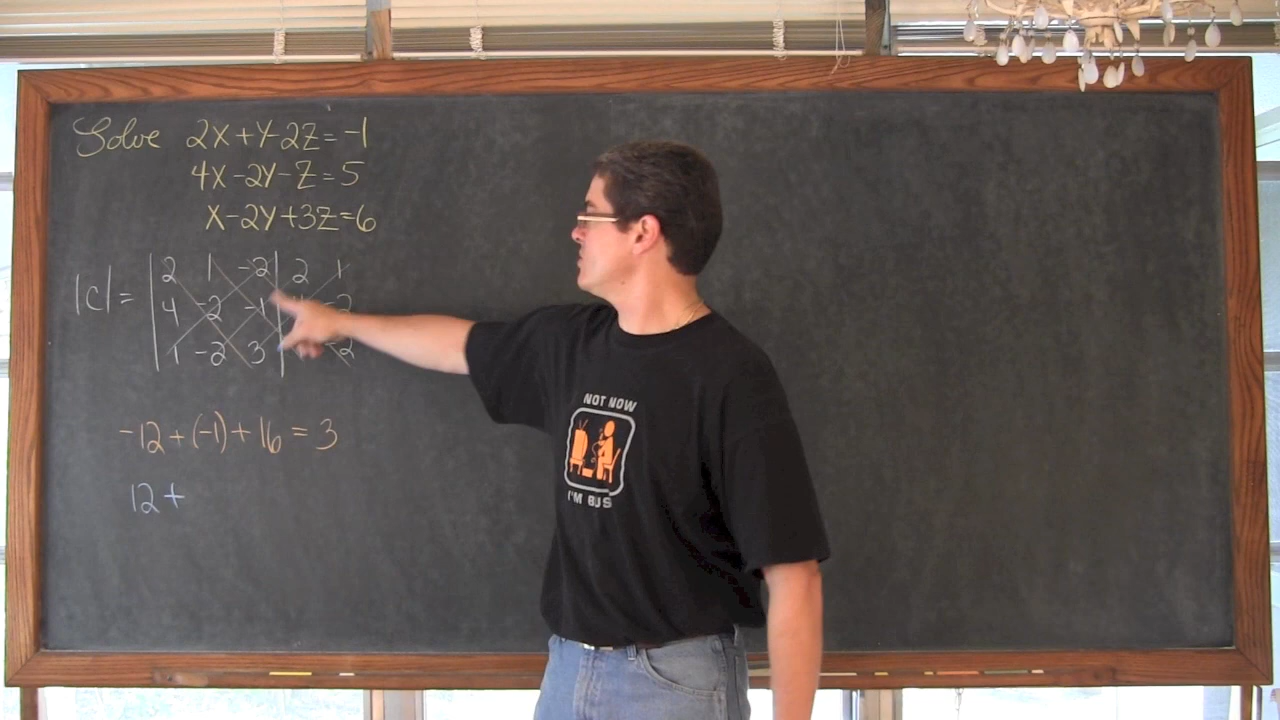 Solve 2X+Y-2Z=-1
4X-2Y-Z=5
X-2Y+3Z=6
|C| = | 2 1 -2 | 2 1
4 -2 -1 | -2
1 -2 3 | -2
-12+(-1)+16=3
12+
NOT NOW
I'M BUS